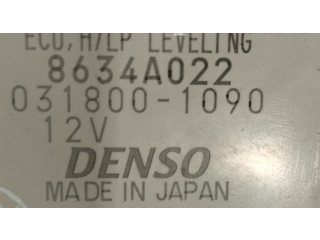 ECU, H/LP LEVELING
8634A022
031800-1090
12V
DENSO
MADE IN JAPAN